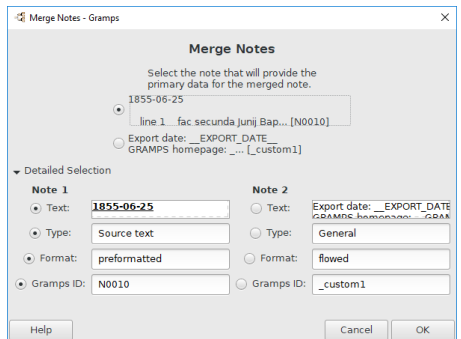 Merge Notes - Gramps
Merge Notes
Select the note that will provide the
primary data for the merged note.
1855-06-25
line 1 fac secunda Junij Bap... [N0010]
Export date: __EXPORT_DATE__
GRAMPS homepage: _... [_custom1]
Detailed Selection
Note 1 Note 2
Text: 1855-06-25 Text: Export date: __EXPORT_DATE
GRAMPS homepage: _GRAM
Type: Source text Type: General
Format: preformatted Format: flowed
Gramps ID: N0010 Gramps ID: _custom1
Help Cancel OK